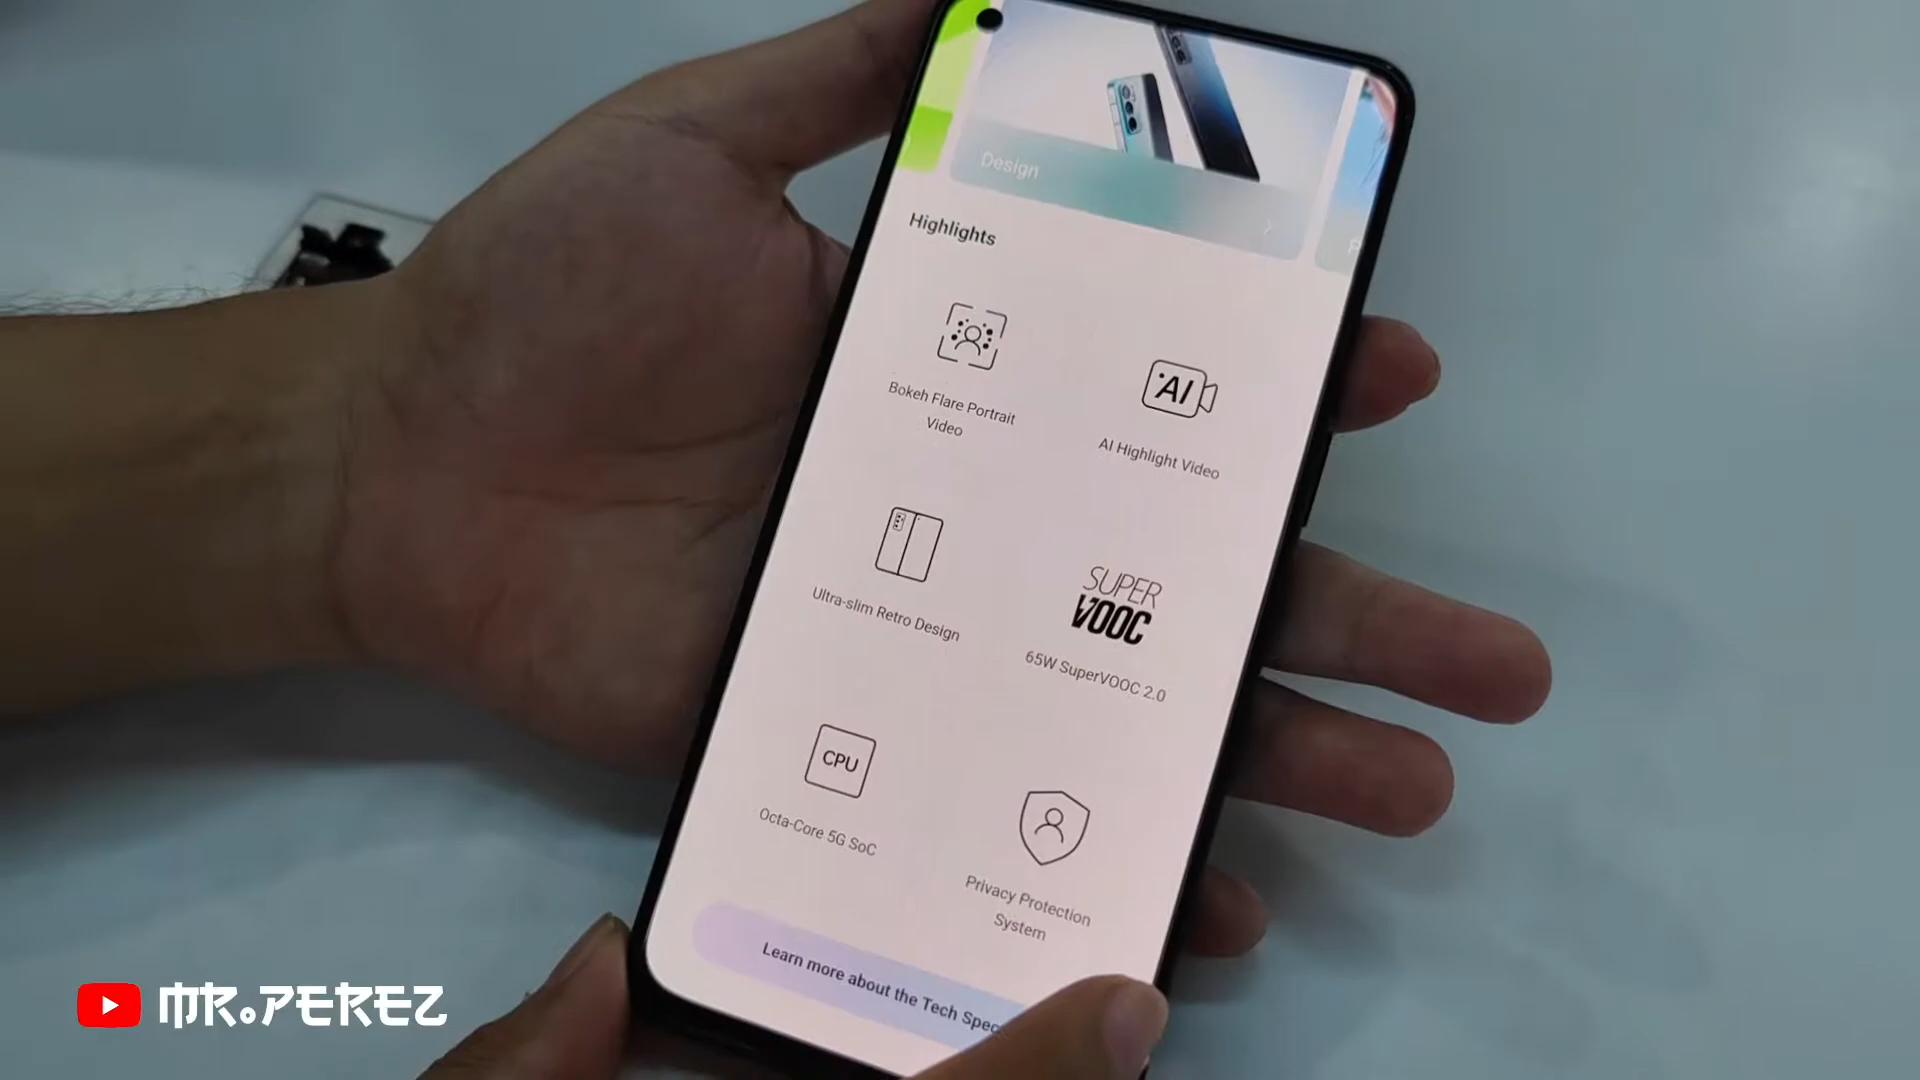 Design
Highlights
Bokeh Flare Portrait
Video
AI
AI Highlight Video
Ultra-slim Retro Design
SUPER
VOOC
65W SuperVOOC 2.0
CPU
Octa-Core 5G SoC
Privacy Protection
System
Learn more about the Tech Spec
MR.PEREZ